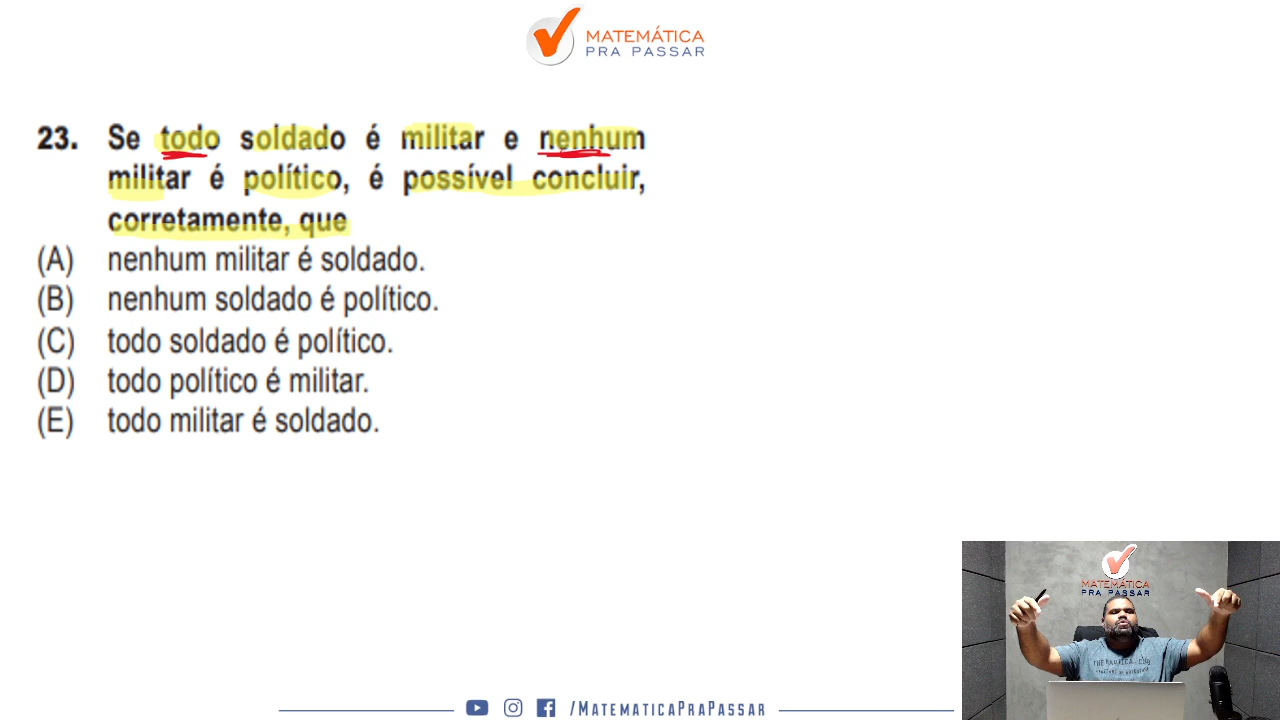 MATEMÁTICA
PRA PASSAR
23. Se todo soldado é militar e nenhum
militar é político, é possível concluir,
corretamente, que
(A) nenhum militar é soldado.
(B) nenhum soldado é político.
(C) todo soldado é político.
(D) todo político é militar.
(E) todo militar é soldado.
MATEMÁTICA
PRA PASSAR
/MATEMATICAPRAPASSAR